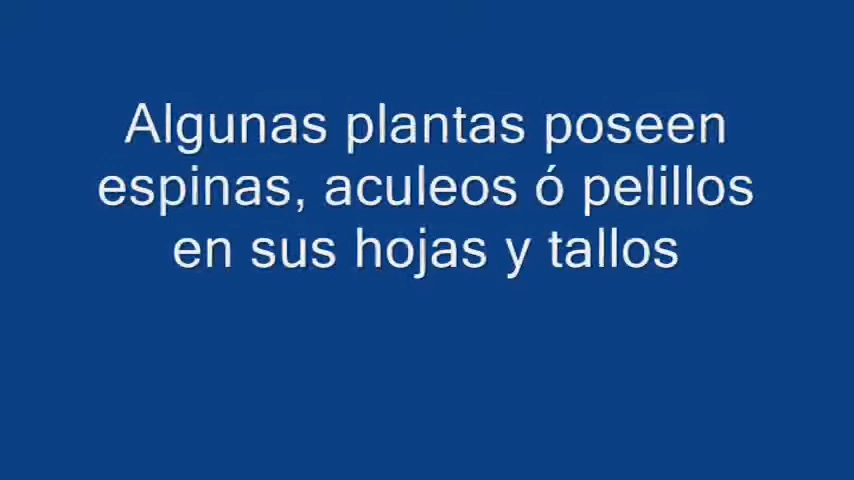 Algunas plantas poseen
espinas, aculeos ó pelillos
en sus hojas y tallos